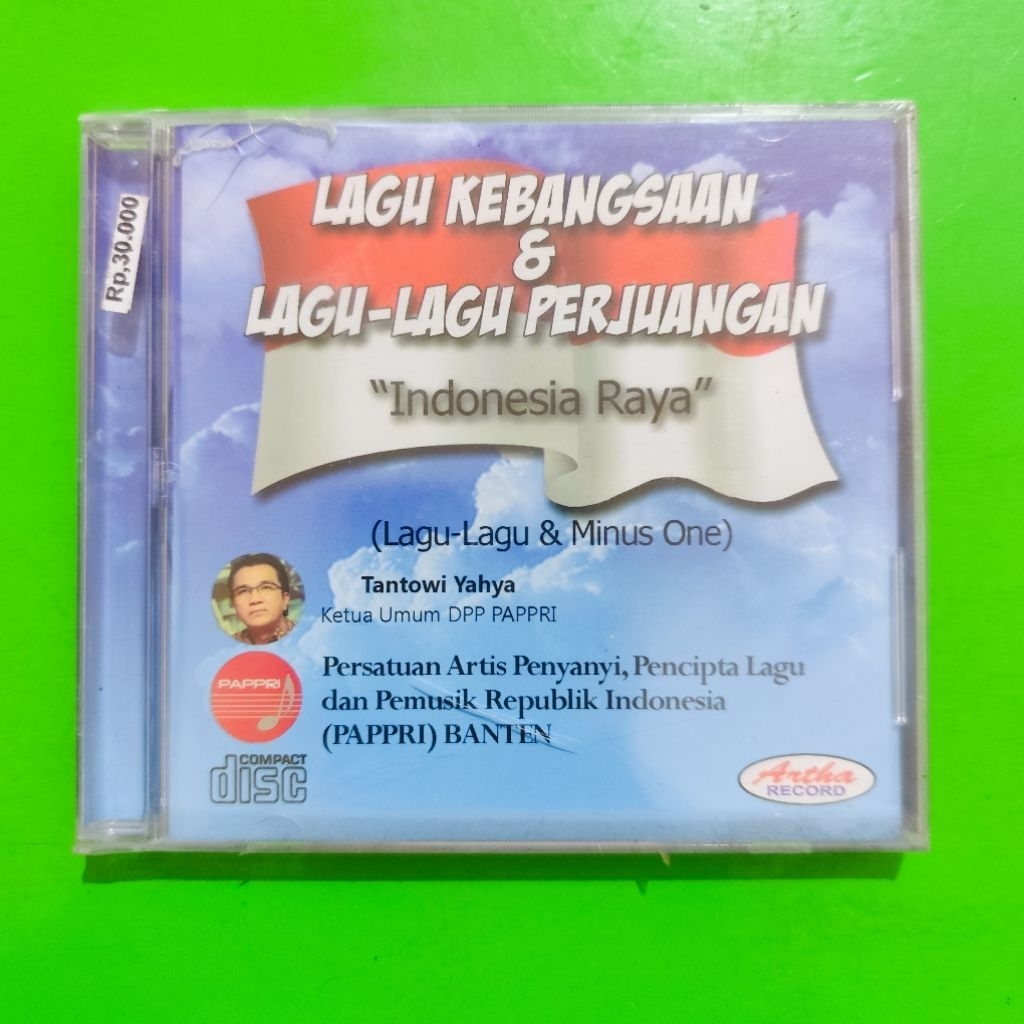 Rp,30.000
LAGU KEBANGSAAN
&
LAGU-LAGU PERJUANGAN
“Indonesia Raya”
(Lagu-Lagu & Minus One)
Tantowi Yahya
Ketua Umum DPP PAPPRI
PAPPRI
Persatuan Artis Penyanyi, Pencipta Lagu
dan Pemusik Republik Indonesia
(PAPPRI) BANTEN
COMPACT
disc
Artha
RECORD